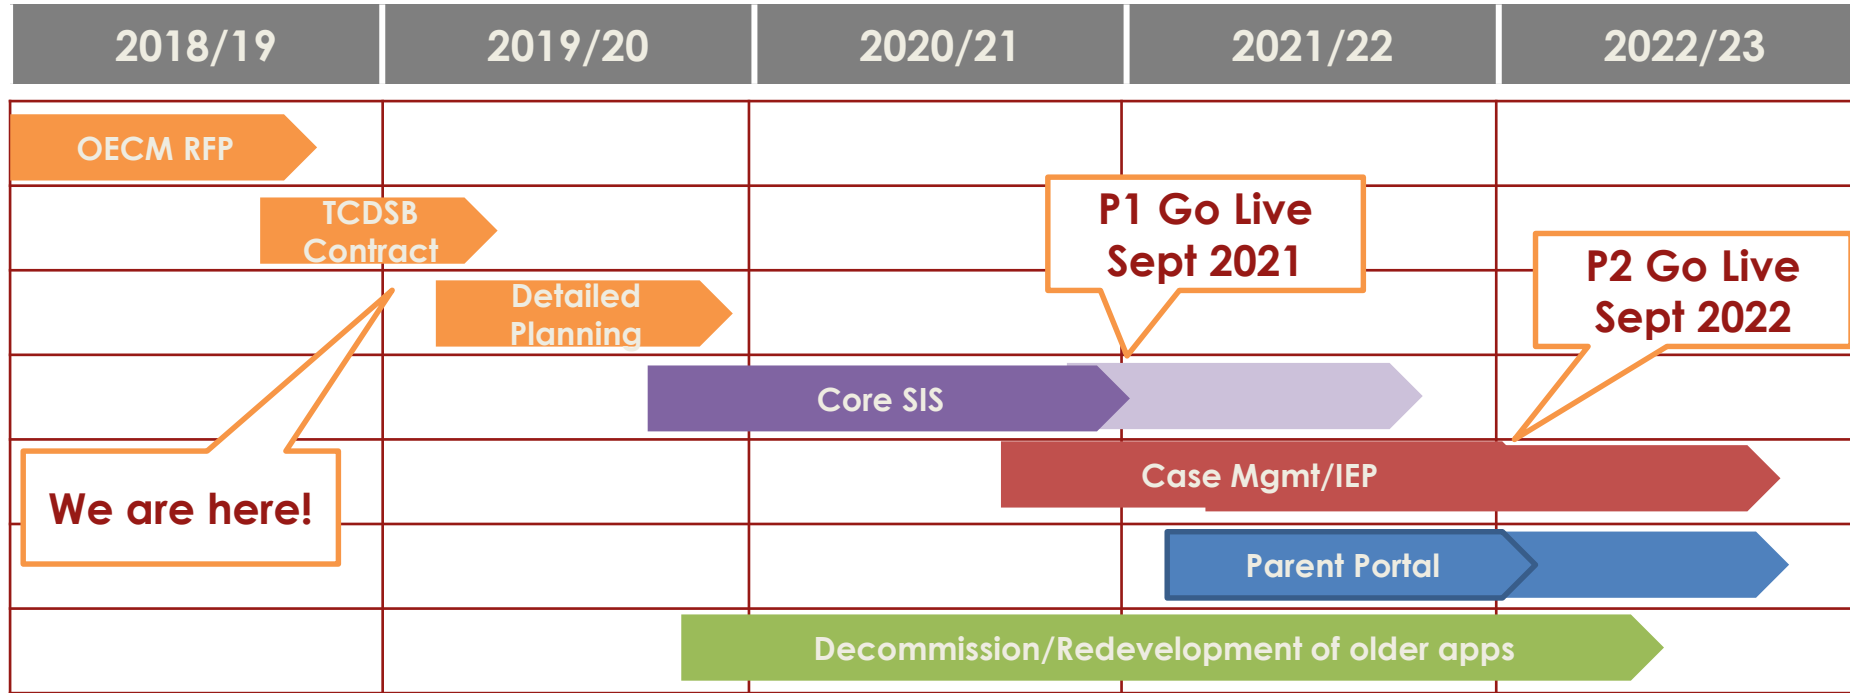 2018/19
2019/20
2020/21
2021/22
2022/23
OECM RFP
TCDSB
Contract
P1 Go Live
Sept 2021
P2 Go Live
Sept 2022
Detailed
Planning
Core SIS
Case Mgmt/IEP
We are here!
Parent Portal
Decommission/Redevelopment of older apps